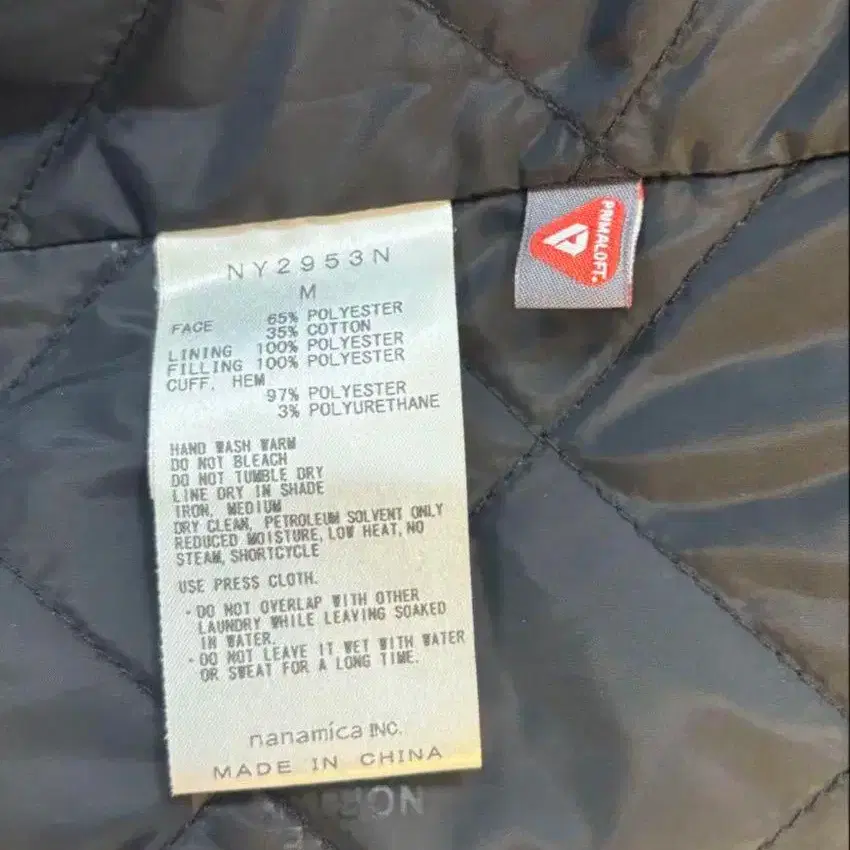 NY2953N
M
FACE 65% POLYESTER
35% COTTON
LINING 100% POLYESTER
FILLING 100% POLYESTER
CUFF, HEM
97% POLYESTER
3% POLYURETHANE
HAND WASH WARM
DO NOT BLEACH
DO NOT TUMBLE DRY
LINE DRY IN SHADE
IRON, MEDIUM
DRY CLEAN, PETROLEUM SOLVENT ONLY
REDUCED MOISTURE, LOW HEAT, NO
STEAM, SHORTCYCLE
USE PRESS CLOTH.
・DO NOT OVERLAP WITH OTHER
LAUNDRY WHILE LEAVING SOAKED
IN WATER.
・DO NOT LEAVE IT WET WITH WATER
OR SWEAT FOR A LONG TIME.
nanamica INC.
MADE IN CHINA
PRIMALOFT